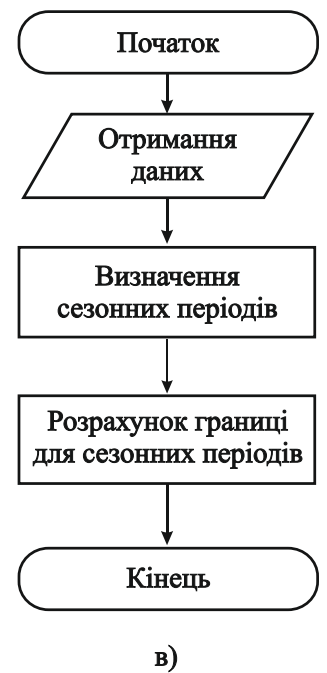 Початок
Отримання
даних
Визначення
сезонних періодів
Розрахунок границі
для сезонних періодів
Кінець
в)